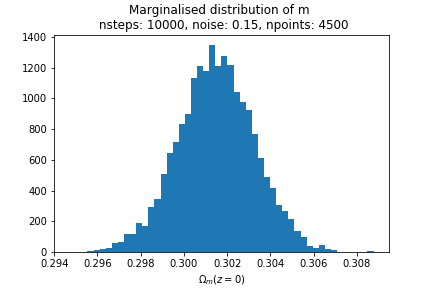 Marginalised distribution of m
nsteps: 10000, noise: 0.15, npoints: 4500
1400
1200
1000
800
600
400
200
0
0.294 0.296 0.298 0.300 0.302 0.304 0.306 0.308
Ωm(z = 0)